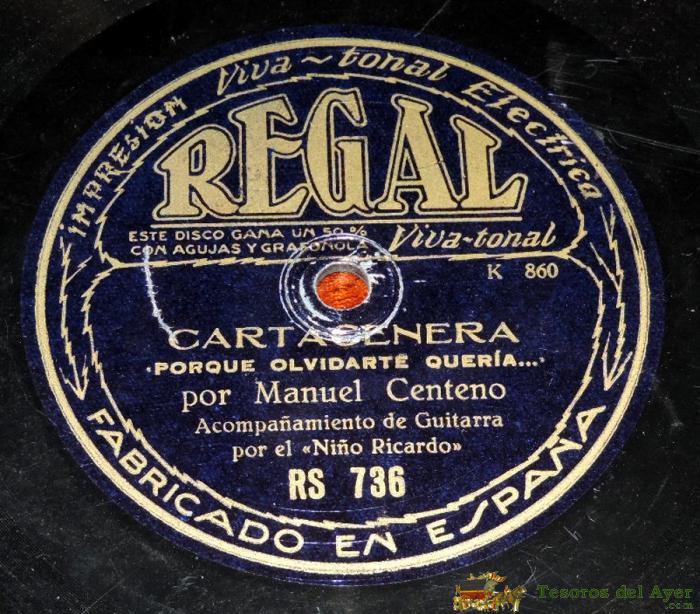 IMPRESION Viva~tonal Electrica
REGAL
ESTE DISCO GANA UN 50 %
CON AGUJAS Y GRAFONOLA
Viva-tonal
K 860
CARTAGENERA
«PORQUE OLVIDARTE QUERÍA...»
por Manuel Centeno
Acompañamiento de Guitarra
por el «Niño Ricardo»
RS 736
FABRICADO EN ESPAÑA
Tesoros del Ayer
.com